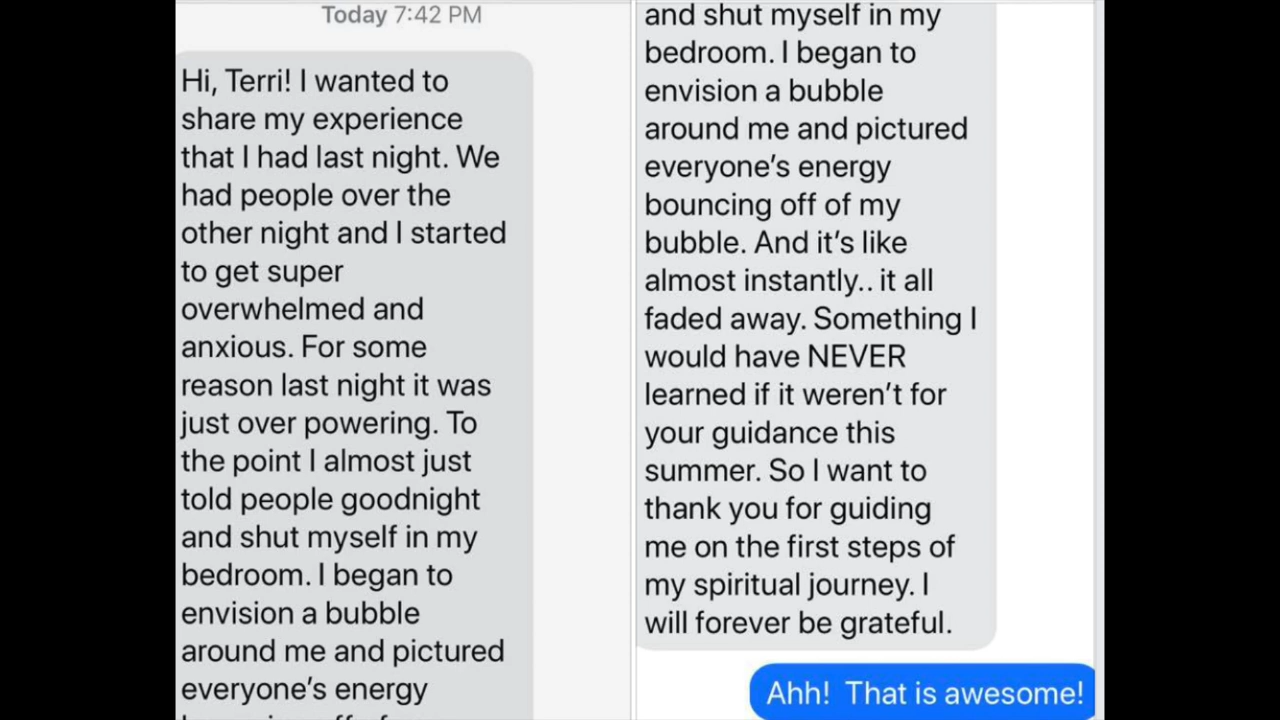 Today 7:42 PM
Hi, Terri! I wanted to
share my experience
that I had last night. We
had people over the
other night and I started
to get super
overwhelmed and
anxious. For some
reason last night it was
just over powering. To
the point I almost just
told people goodnight
and shut myself in my
bedroom. I began to
envision a bubble
around me and pictured
everyone’s energy
and shut myself in my
bedroom. I began to
envision a bubble
around me and pictured
everyone’s energy
bouncing off of my
bubble. And it’s like
almost instantly.. it all
faded away. Something I
would have NEVER
learned if it weren’t for
your guidance this
summer. So I want to
thank you for guiding
me on the first steps of
my spiritual journey. I
will forever be grateful.
Ahh!  That is awesome!